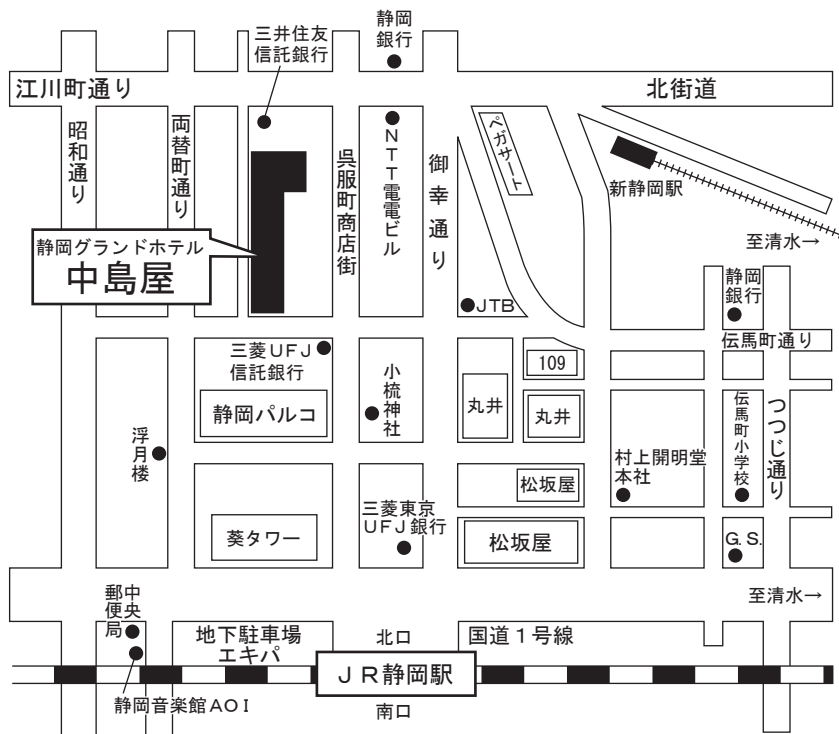 三井住友
信託銀行
静岡
銀行
江川町通り
北街道
昭和通り
両替町通り
呉服町商店街
NTT電電ビル
御幸通り
ペガサート
新静岡駅
至清水→
静岡グランドホテル
中島屋
JTB
静岡
銀行
伝馬町通り
三菱UFJ
信託銀行
静岡パルコ
小梳神社
丸井
109
丸井
浮月楼
村上開明堂
本社
伝馬町小学校
つつじ通り
葵タワー
三菱東京
UFJ銀行
松坂屋
松坂屋
G.S.
至清水→
中央
郵便局
地下駐車場
エキパ
北口
国道1号線
JR静岡駅
静岡音楽館AOI
南口